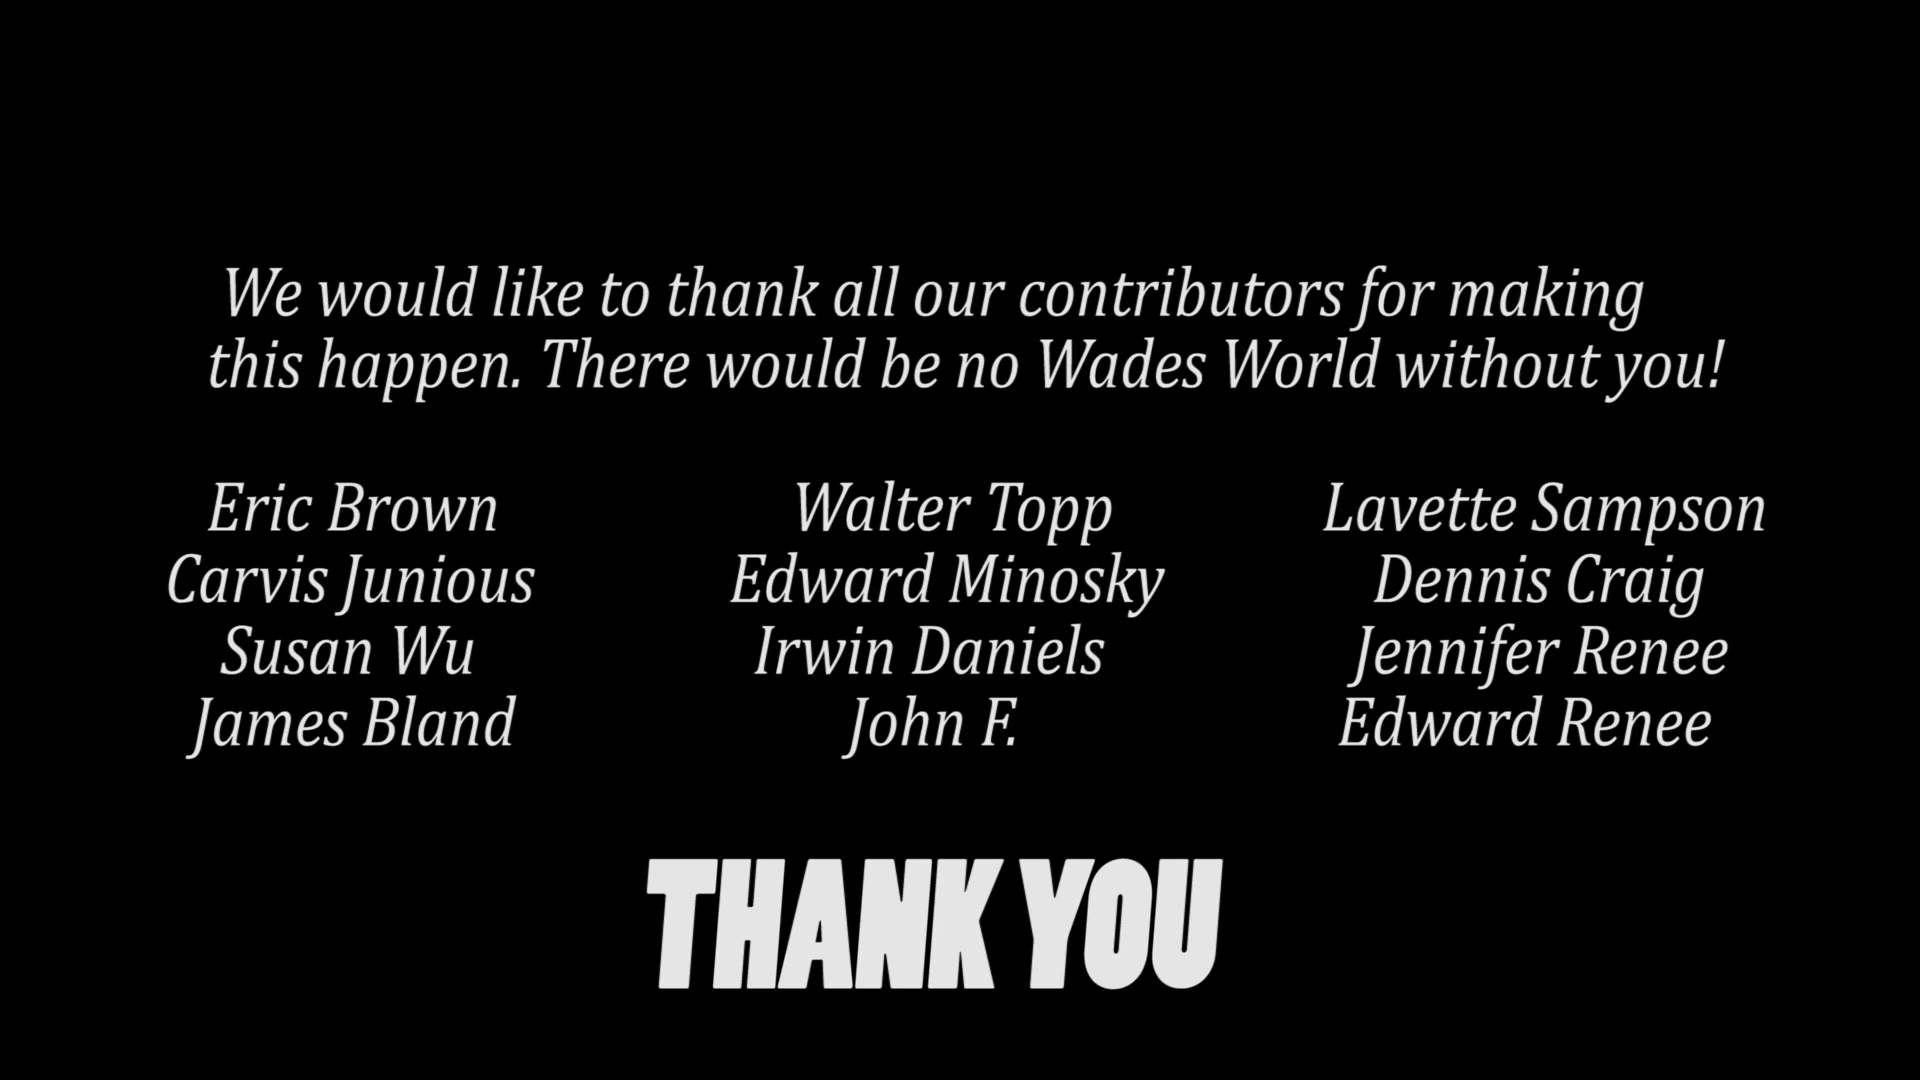 We would like to thank all our contributors for making
this happen. There would be no Wades World without you!
Eric Brown
Carvis Junious
Susan Wu
James Bland
Walter Topp
Edward Minosky
Irwin Daniels
John F.
Lavette Sampson
Dennis Craig
Jennifer Renee
Edward Renee
THANK YOU